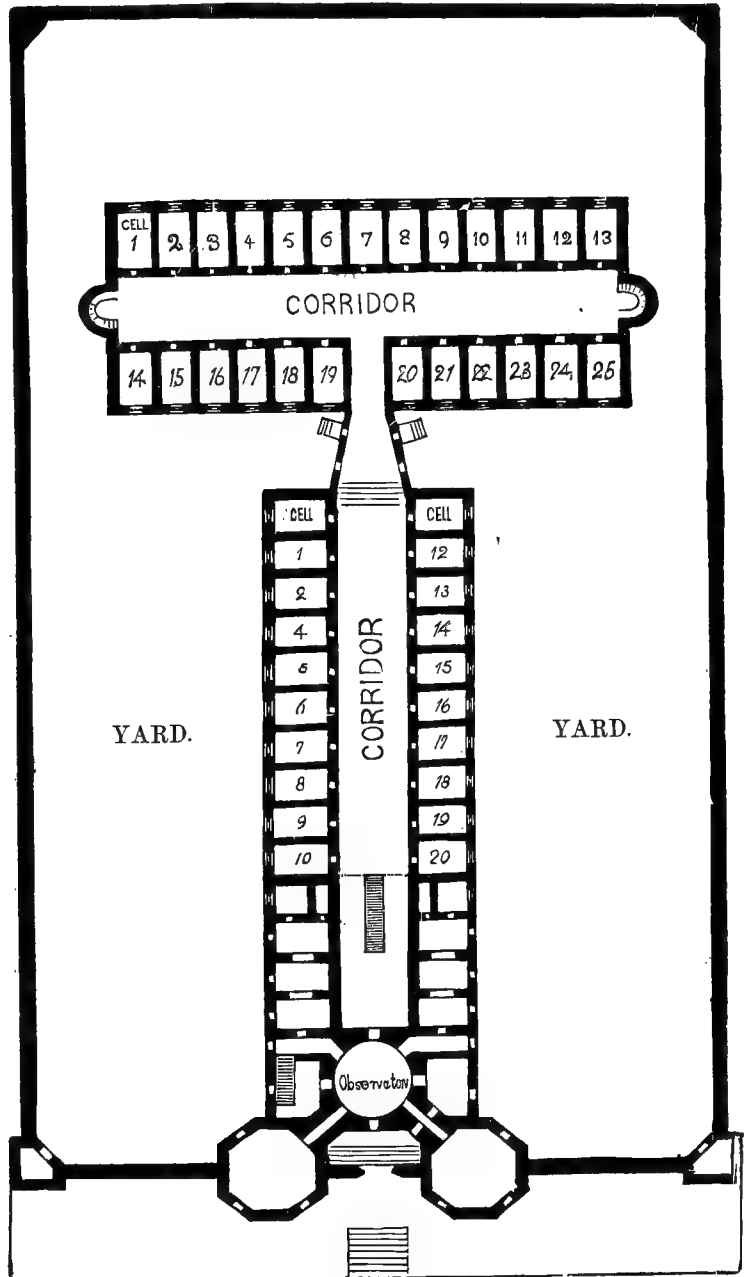 CELL
1 2 3 4 5 6 7 8 9 10 11 12 13
CORRIDOR
14 15 16 17 18 19 20 21 22 23 24 25
CELL CELL
1 12
2 13
4 14
5 15
6 16
7 17
8 18
9 19
10 20
CORRIDOR
YARD. YARD.
Observatory